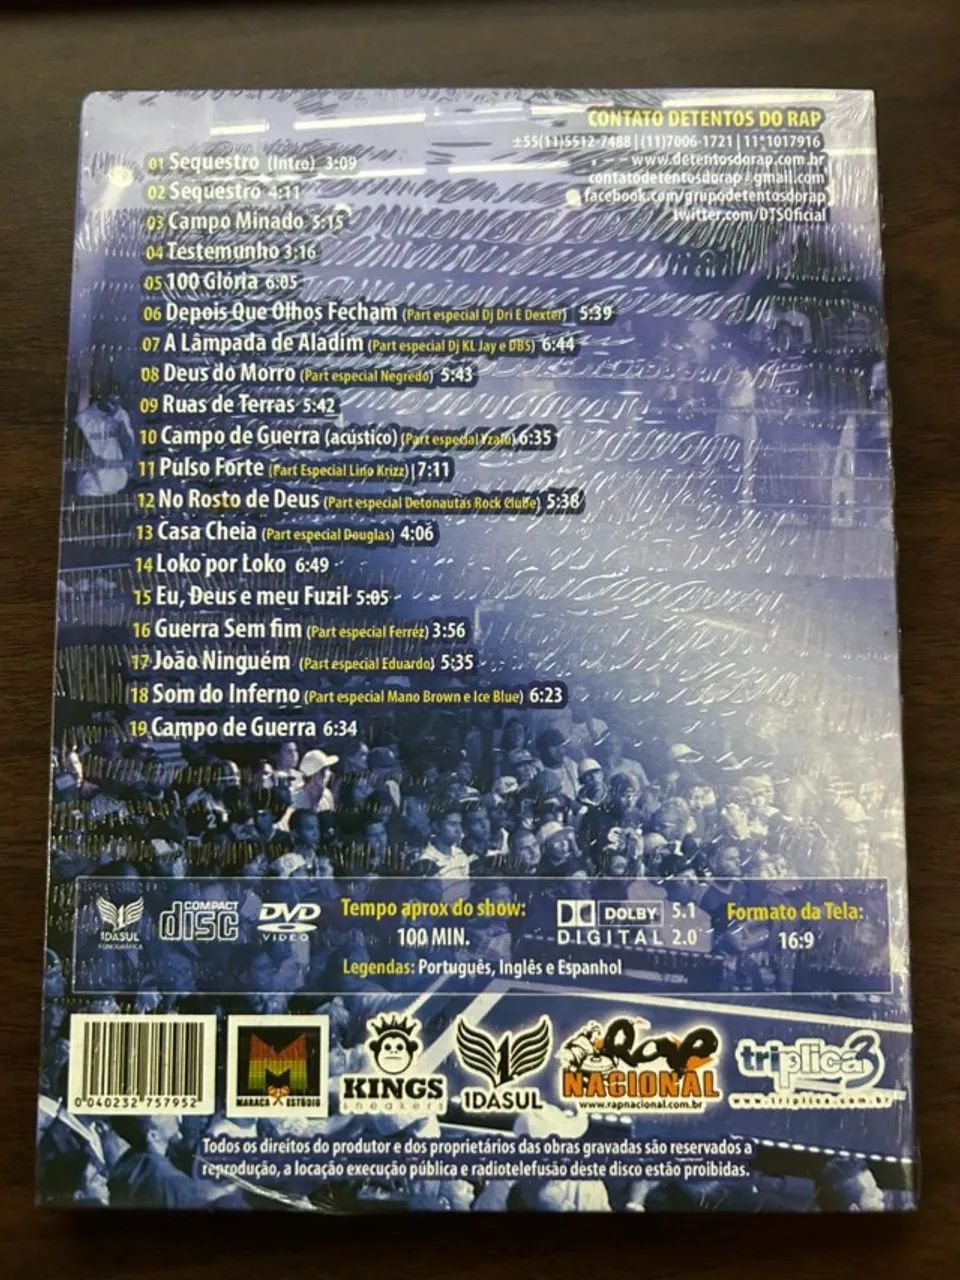 CONTATO DETENTOS DO RAP
+55(11)5512-7488 | (11)7006-1721 | 11*1017916
www.detentosdorap.com.br
contatodetentosdorap gmail.com
facebook.com/grupodetentosdorap
twitter.com/DTSOficial
01 Sequestro (Intro) 3:09
02 Sequestro 4:11
03 Campo Minado 5:15
04 Testemunho 3:16
05 100 Glória 6:05
06 Depois Que Olhos Fecham (Part especial Dj Dri E Dexter) 5:39
07 A Lâmpada de Aladim (Part especial Dj KL Jay e DBS) 6:44
08 Deus do Morro (Part especial Negredo) 5:43
09 Ruas de Terras 5:42
10 Campo de Guerra (acústico) (Part especial Yzalu) 6:35
11 Pulso Forte (Part Especial Lino Krizz) 7:11
12 No Rosto de Deus (Part especial Detonautas Rock Clube) 5:38
13 Casa Cheia (Part especial Douglas) 4:06
14 Loko por Loko 6:49
15 Eu, Deus e meu Fuzil 5:05
16 Guerra Sem fim (Part especial Ferréz) 3:56
17 João Ninguém (Part especial Eduardo) 5:35
18 Som do Inferno (Part especial Mano Brown e Ice Blue) 6:23
19 Campo de Guerra 6:34
1DASUL
FONOGRÁFICA
COMPACT
disc
DVD
VIDEO
Tempo aprox do show:
100 MIN.
DOLBY 5.1
DIGITAL 2.0
Formato da Tela:
16:9
Legendas: Português, Inglês e Espanhol
0 040232 757952
M
MARACA ESTÚDIO
KINGS
sneakers
1
1DASUL
Rap
NACIONAL
www.rapnacional.com.br
triplica3
www.triplica.com.br
Todos os direitos do produtor e dos proprietários das obras gravadas são reservados a
reprodução, a locação execução pública e radiotelefusão deste disco estão proibidas.